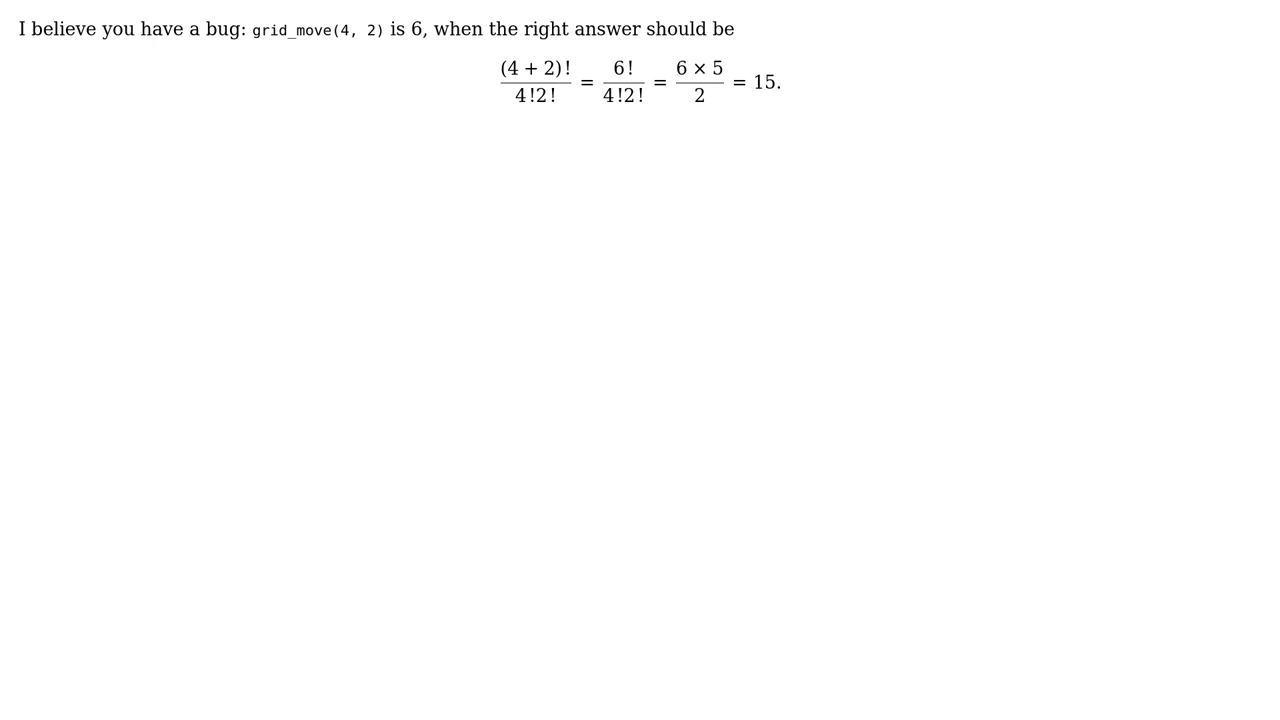 I believe you have a bug: grid_move(4, 2) is 6, when the right answer should be
(4 + 2)! / 4!2! = 6! / 4!2! = 6 × 5 / 2 = 15.